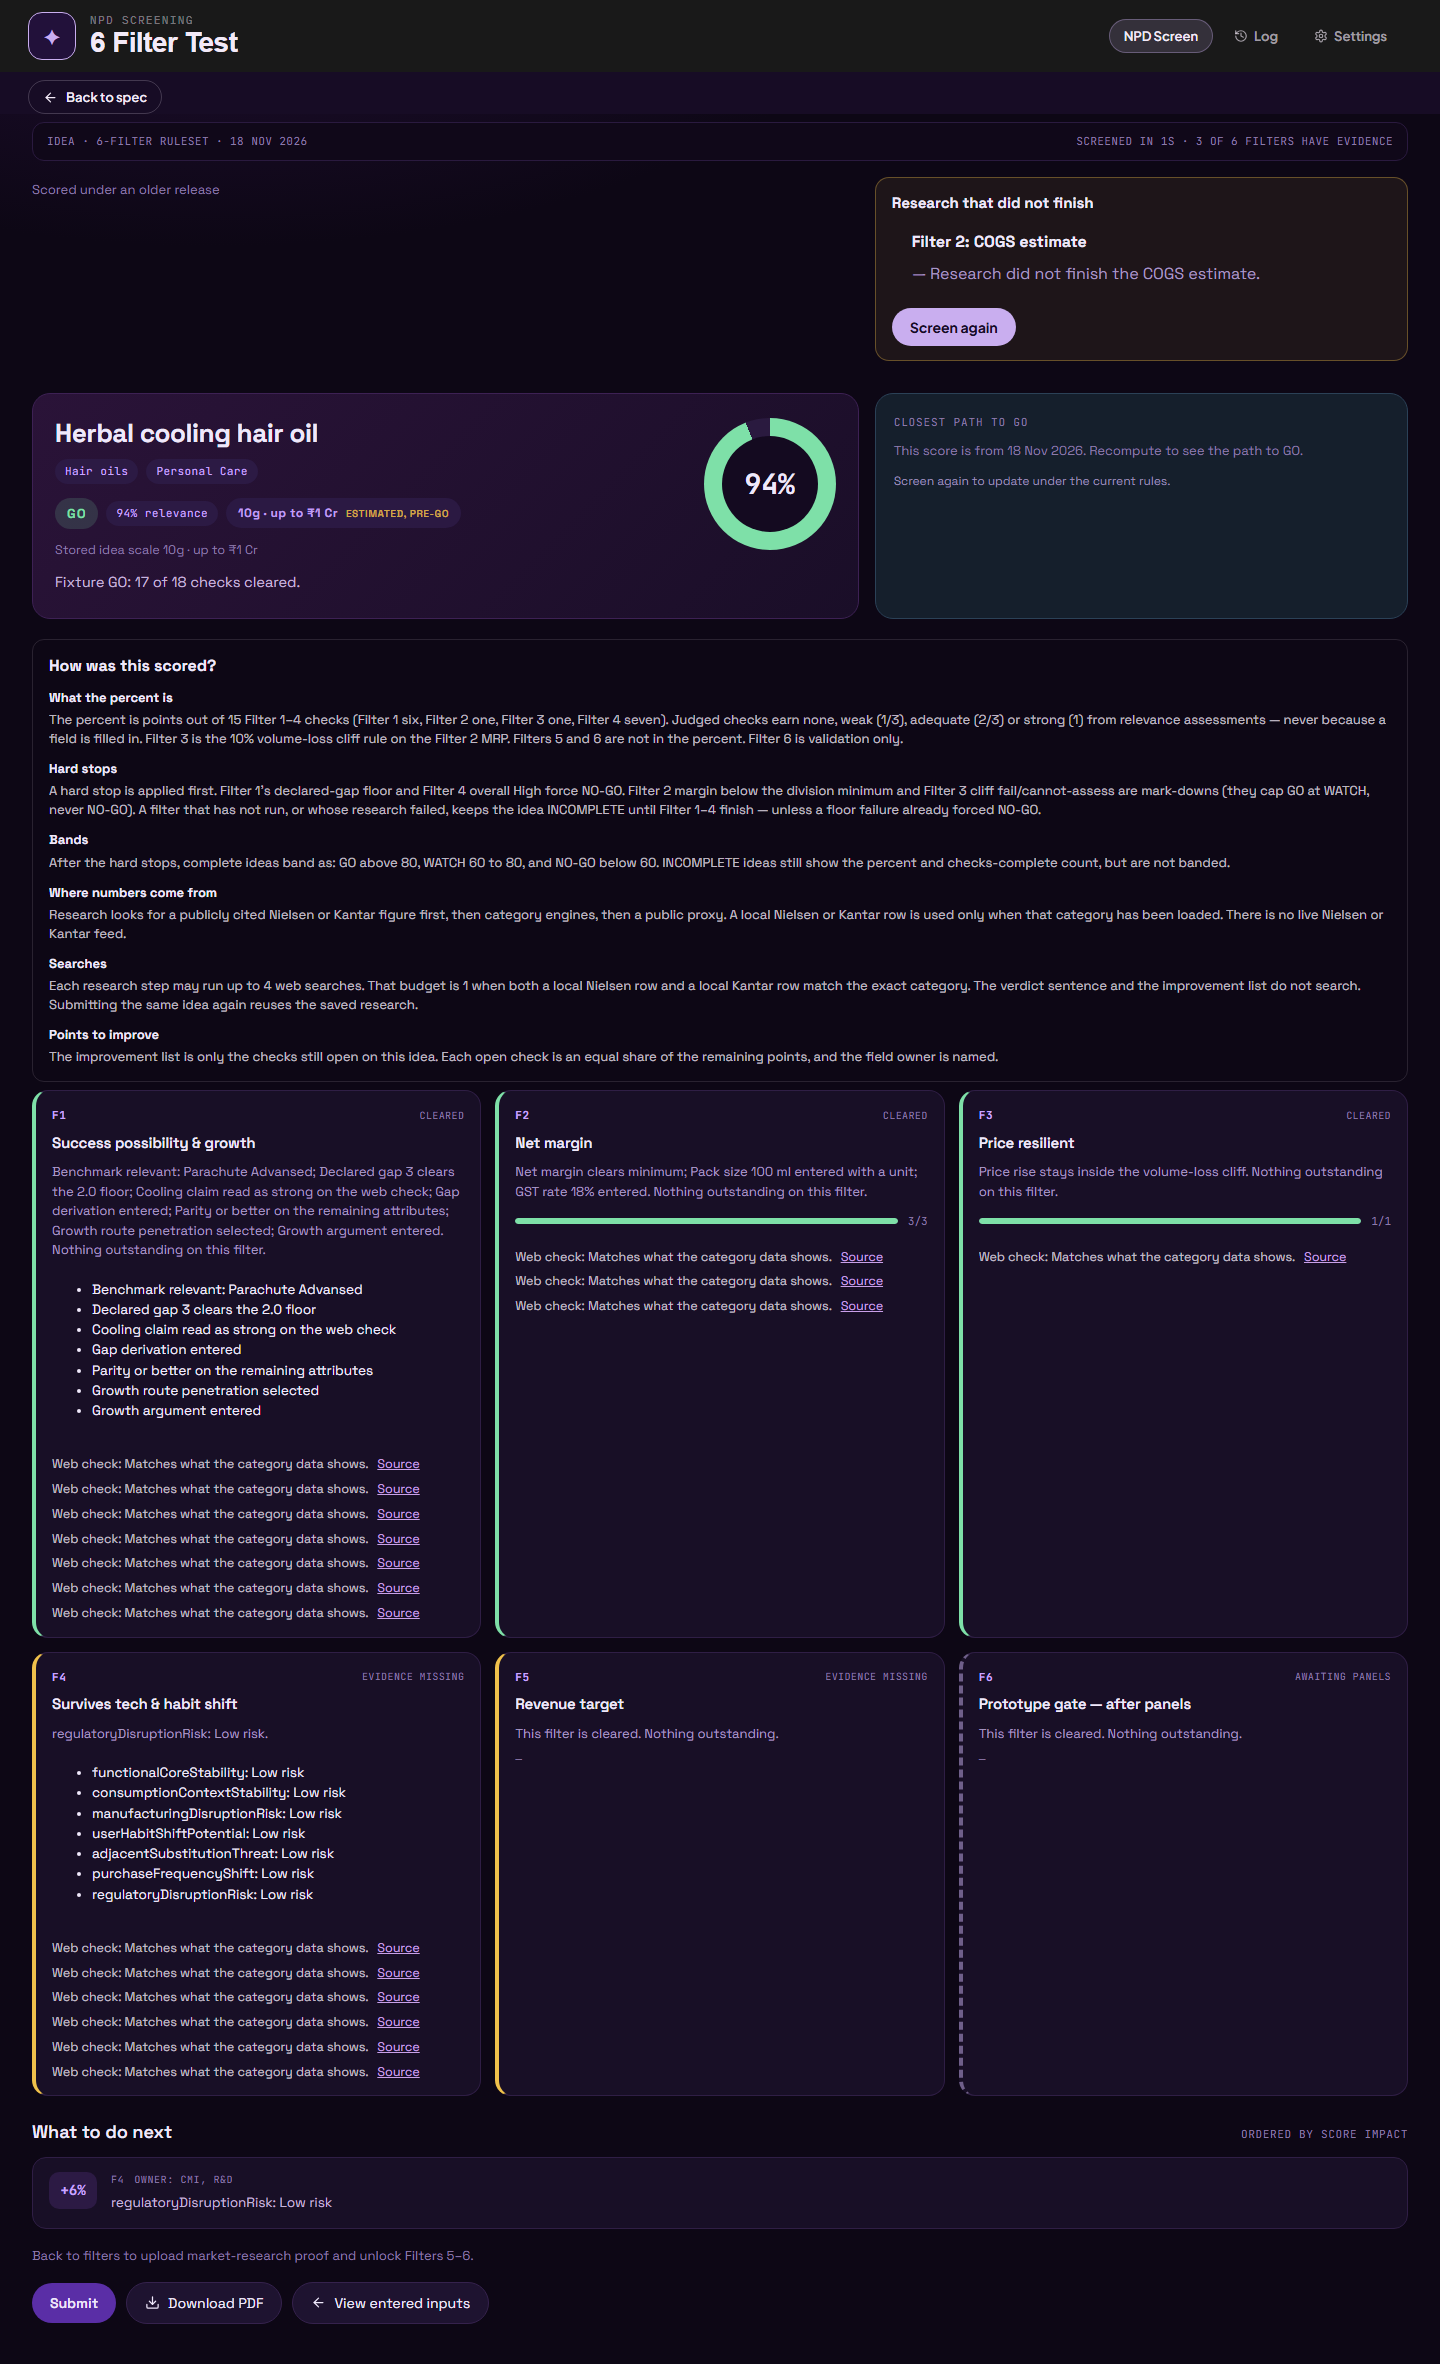 NPD SCREENING
6 Filter Test
NPD Screen
Log
Settings
Back to spec
IDEA · 6-FILTER RULESET · 18 NOV 2026
SCREENED IN 1S · 3 OF 6 FILTERS HAVE EVIDENCE
Scored under an older release
Research that did not finish
Filter 2: COGS estimate
— Research did not finish the COGS estimate.
Screen again
Herbal cooling hair oil
Hair oils
Personal Care
GO
94% relevance
10g · up to ₹1 Cr ESTIMATED, PRE-GO
Stored idea scale 10g · up to ₹1 Cr
Fixture GO: 17 of 18 checks cleared.
94%
CLOSEST PATH TO GO
This score is from 18 Nov 2026. Recompute to see the path to GO.
Screen again to update under the current rules.
How was this scored?
What the percent is
The percent is points out of 15 Filter 1–4 checks (Filter 1 six, Filter 2 one, Filter 3 one, Filter 4 seven). Judged checks earn none, weak (1/3), adequate (2/3) or strong (1) from relevance assessments — never because a
field is filled in. Filter 3 is the 10% volume-loss cliff rule on the Filter 2 MRP. Filters 5 and 6 are not in the percent. Filter 6 is validation only.
Hard stops
A hard stop is applied first. Filter 1's declared-gap floor and Filter 4 overall High force NO-GO. Filter 2 margin below the division minimum and Filter 3 cliff fail/cannot-assess are mark-downs (they cap GO at WATCH,
never NO-GO). A filter that has not run, or whose research failed, keeps the idea INCOMPLETE until Filter 1–4 finish — unless a floor failure already forced NO-GO.
Bands
After the hard stops, complete ideas band as: GO above 80, WATCH 60 to 80, and NO-GO below 60. INCOMPLETE ideas still show the percent and checks-complete count, but are not banded.
Where numbers come from
Research looks for a publicly cited Nielsen or Kantar figure first, then category engines, then a public proxy. A local Nielsen or Kantar row is used only when that category has been loaded. There is no live Nielsen or
Kantar feed.
Searches
Each research step may run up to 4 web searches. That budget is 1 when both a local Nielsen row and a local Kantar row match the exact category. The verdict sentence and the improvement list do not search.
Submitting the same idea again reuses the saved research.
Points to improve
The improvement list is only the checks still open on this idea. Each open check is an equal share of the remaining points, and the field owner is named.
F1
CLEARED
Success possibility & growth
Benchmark relevant: Parachute Advansed; Declared gap 3 clears
the 2.0 floor; Cooling claim read as strong on the web check; Gap
derivation entered; Parity or better on the remaining attributes;
Growth route penetration selected; Growth argument entered.
Nothing outstanding on this filter.
• Benchmark relevant: Parachute Advansed
• Declared gap 3 clears the 2.0 floor
• Cooling claim read as strong on the web check
• Gap derivation entered
• Parity or better on the remaining attributes
• Growth route penetration selected
• Growth argument entered
Web check: Matches what the category data shows. Source
Web check: Matches what the category data shows. Source
Web check: Matches what the category data shows. Source
Web check: Matches what the category data shows. Source
Web check: Matches what the category data shows. Source
Web check: Matches what the category data shows. Source
Web check: Matches what the category data shows. Source
F2
CLEARED
Net margin
Net margin clears minimum; Pack size 100 ml entered with a unit;
GST rate 18% entered. Nothing outstanding on this filter.
3/3
Web check: Matches what the category data shows. Source
Web check: Matches what the category data shows. Source
Web check: Matches what the category data shows. Source
F3
CLEARED
Price resilient
Price rise stays inside the volume-loss cliff. Nothing outstanding
on this filter.
1/1
Web check: Matches what the category data shows. Source
F4
EVIDENCE MISSING
Survives tech & habit shift
regulatoryDisruptionRisk: Low risk.
• functionalCoreStability: Low risk
• consumptionContextStability: Low risk
• manufacturingDisruptionRisk: Low risk
• userHabitShiftPotential: Low risk
• adjacentSubstitutionThreat: Low risk
• purchaseFrequencyShift: Low risk
• regulatoryDisruptionRisk: Low risk
Web check: Matches what the category data shows. Source
Web check: Matches what the category data shows. Source
Web check: Matches what the category data shows. Source
Web check: Matches what the category data shows. Source
Web check: Matches what the category data shows. Source
Web check: Matches what the category data shows. Source
F5
EVIDENCE MISSING
Revenue target
This filter is cleared. Nothing outstanding.
—
F6
AWAITING PANELS
Prototype gate — after panels
This filter is cleared. Nothing outstanding.
—
What to do next
ORDERED BY SCORE IMPACT
+6%
F4 OWNER: CMI, R&D
regulatoryDisruptionRisk: Low risk
Back to filters to upload market-research proof and unlock Filters 5–6.
Submit
Download PDF
View entered inputs